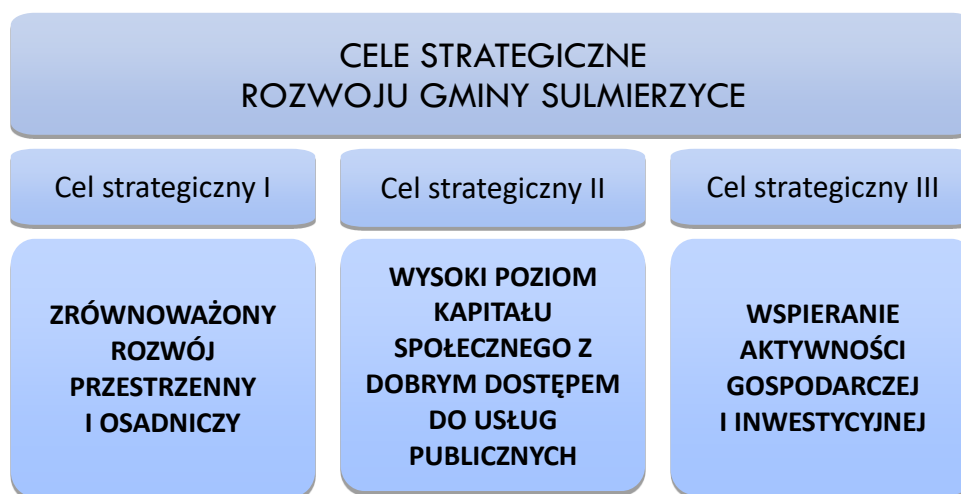 CELE STRATEGICZNE
ROZWOJU GMINY SULMIERZYCE
Cel strategiczny I
ZRÓWNOWAŻONY
ROZWÓJ
PRZESTRZENNY
I OSADNICZY
Cel strategiczny II
WYSOKI POZIOM
KAPITAŁU
SPOŁECZNEGO Z
DOBRYM DOSTĘPEM
DO USŁUG
PUBLICZNYCH
Cel strategiczny III
WSPIERANIE
AKTYWNOŚCI
GOSPODARCZEJ
I INWESTYCYJNEJ